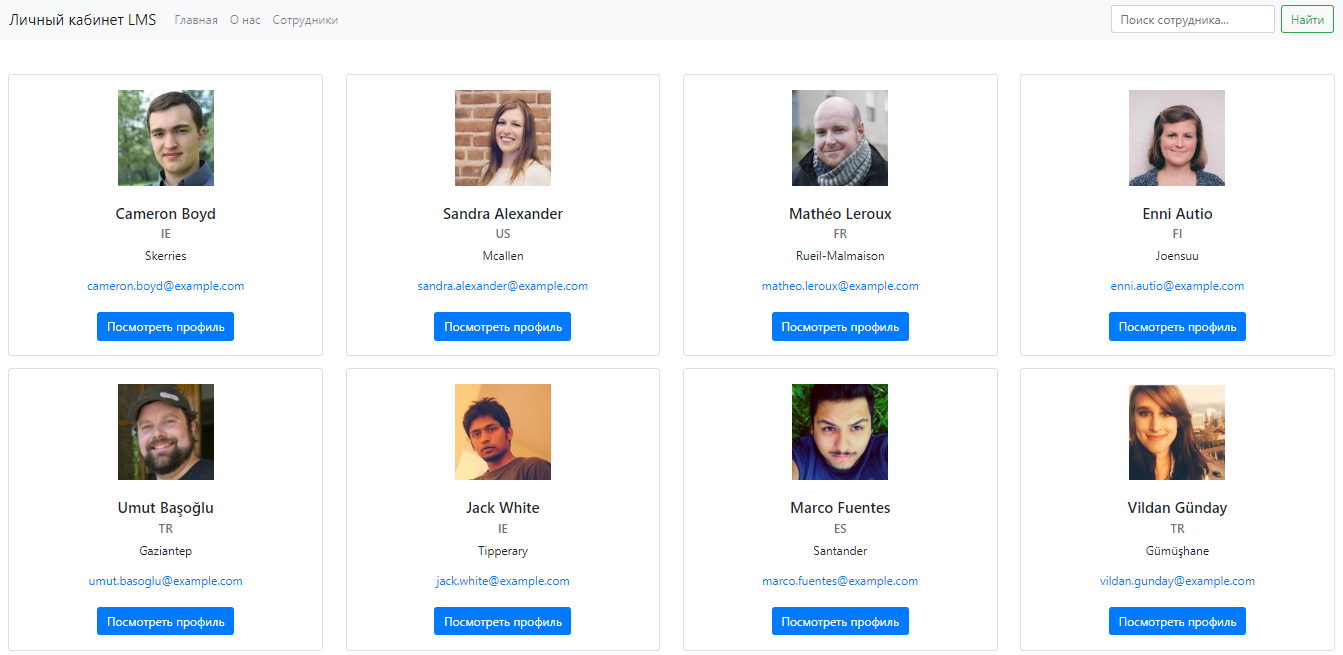 Личный кабинет LMS Главная О нас Сотрудники Поиск сотрудника... Найти
Cameron Boyd
IE
Skerries
cameron.boyd@example.com
Посмотреть профиль
Sandra Alexander
US
Mcallen
sandra.alexander@example.com
Посмотреть профиль
Mathéo Leroux
FR
Rueil-Malmaison
matheo.leroux@example.com
Посмотреть профиль
Enni Autio
FI
Joensuu
enni.autio@example.com
Посмотреть профиль
Umut Başoğlu
TR
Gaziantep
umut.basoglu@example.com
Посмотреть профиль
Jack White
IE
Tipperary
jack.white@example.com
Посмотреть профиль
Marco Fuentes
ES
Santander
marco.fuentes@example.com
Посмотреть профиль
Vildan Günday
TR
Gümüşhane
vildan.gunday@example.com
Посмотреть профиль